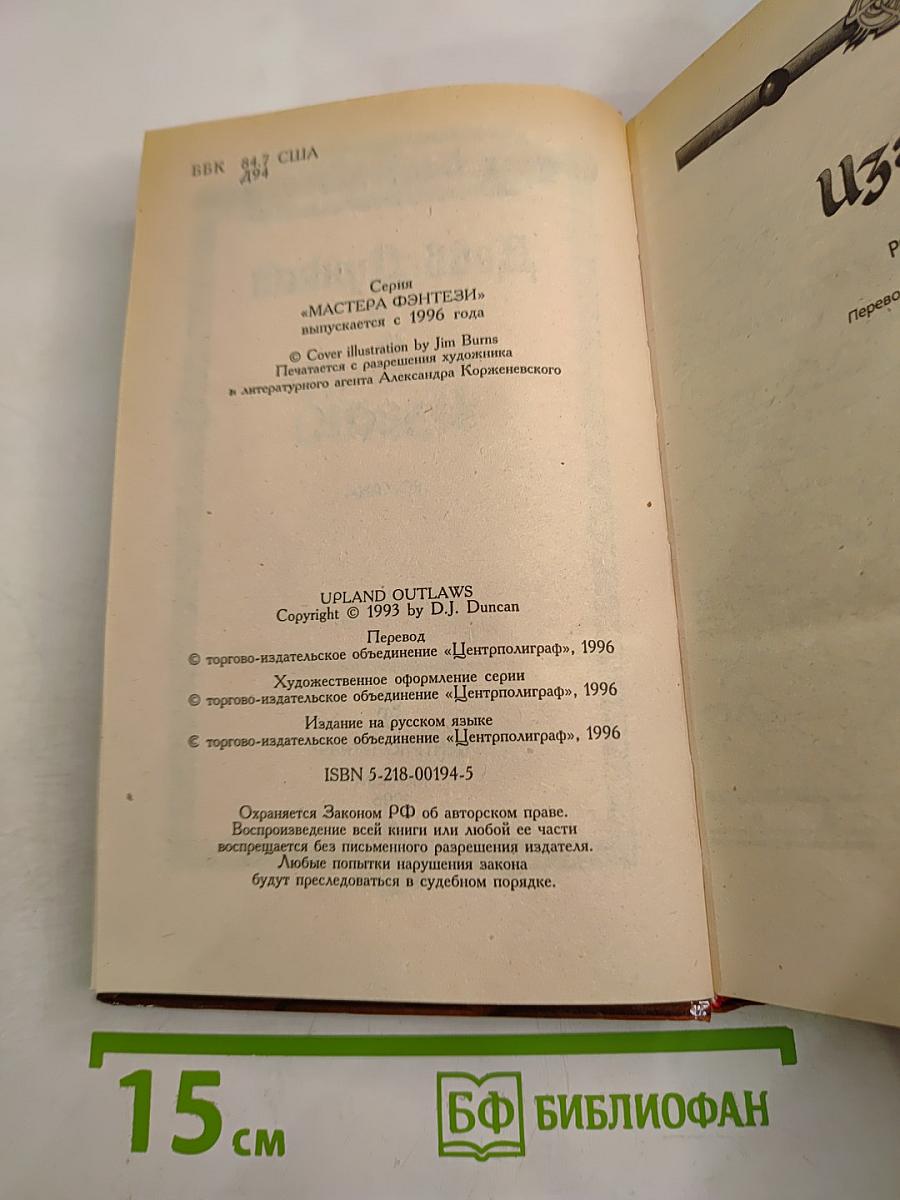 ББК 84.7 США
Д94
Серия
«МАСТЕРА ФЭНТЕЗИ»
выпускается с 1996 года
© Cover illustration by Jim Burns
Печатается с разрешения художника
и литературного агента Александра Корженевского
UPLAND OUTLAWS
Copyright © 1993 by D.J. Duncan
Перевод
© торгово-издательское объединение «Центрполиграф», 1996
Художественное оформление серии
© торгово-издательское объединение «Центрполиграф», 1996
Издание на русском языке
© торгово-издательское объединение «Центрполиграф», 1996
ISBN 5-218-00194-5
Охраняется Законом РФ об авторском праве.
Воспроизведение всей книги или любой ее части
воспрещается без письменного разрешения издателя.
Любые попытки нарушения закона
будут преследоваться в судебном порядке.
15 см
БФ БИБЛИОФАН